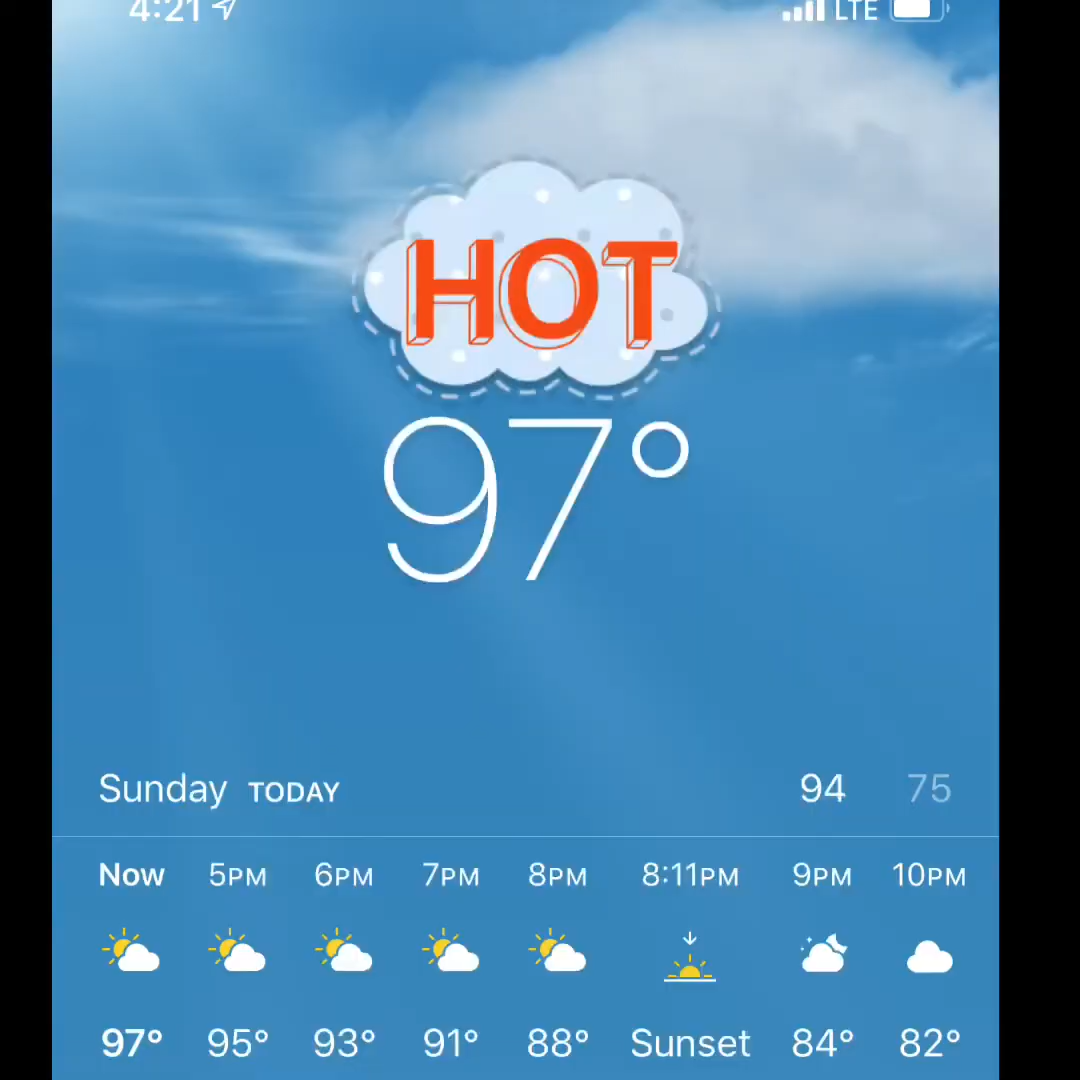 4:21 LTE
HOT
97°
Sunday TODAY 94 75
Now 5PM 6PM 7PM 8PM 8:11PM 9PM 10PM
97° 95° 93° 91° 88° Sunset 84° 82°